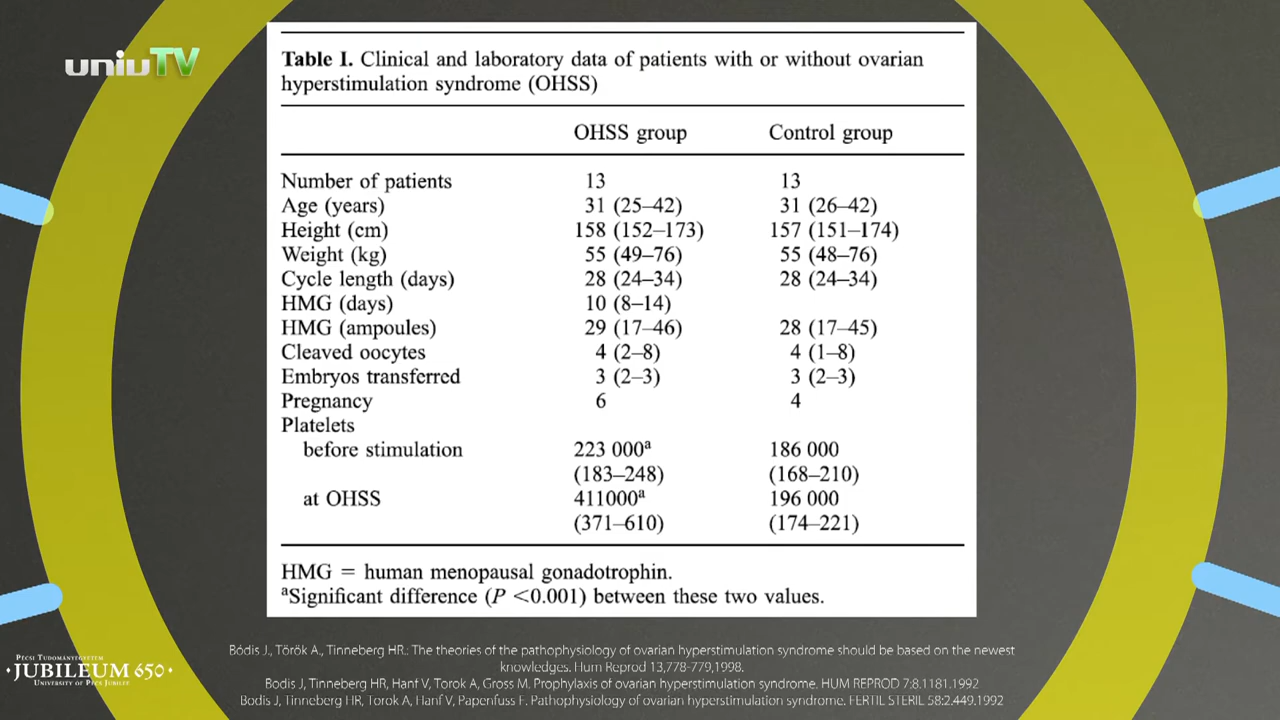 uniuTV
Table I. Clinical and laboratory data of patients with or without ovarian
hyperstimulation syndrome (OHSS)
OHSS group Control group
Number of patients 13 13
Age (years) 31 (25–42) 31 (26–42)
Height (cm) 158 (152–173) 157 (151–174)
Weight (kg) 55 (49–76) 55 (48–76)
Cycle length (days) 28 (24–34) 28 (24–34)
HMG (days) 10 (8–14)
HMG (ampoules) 29 (17–46) 28 (17–45)
Cleaved oocytes 4 (2–8) 4 (1–8)
Embryos transferred 3 (2–3) 3 (2–3)
Pregnancy 6 4
Platelets
before stimulation 223 000ᵃ 186 000
(183–248) (168–210)
at OHSS 411000ᵃ 196 000
(371–610) (174–221)
HMG = human menopausal gonadotrophin.
ᵃSignificant difference (P <0.001) between these two values.
Bódis J., Török A., Tinneberg HR.: The theories of the pathophysiology of ovarian hyperstimulation syndrome should be based on the newest
knowledges. Hum Reprod 13,778-779,1998.
Bodis J, Tinneberg HR, Hanf V, Torok A, Gross M. Prophylaxis of ovarian hyperstimulation syndrome. HUM REPROD 7:8.1181.1992
Bodis J, Tinneberg HR, Torok A, Hanf V, Papenfuss F. Pathophysiology of ovarian hyperstimulation syndrome. FERTIL STERIL 58:2.449.1992
Pécsi Tudományegyetem
JUBILEUM 650
University of Pécs Jubilee